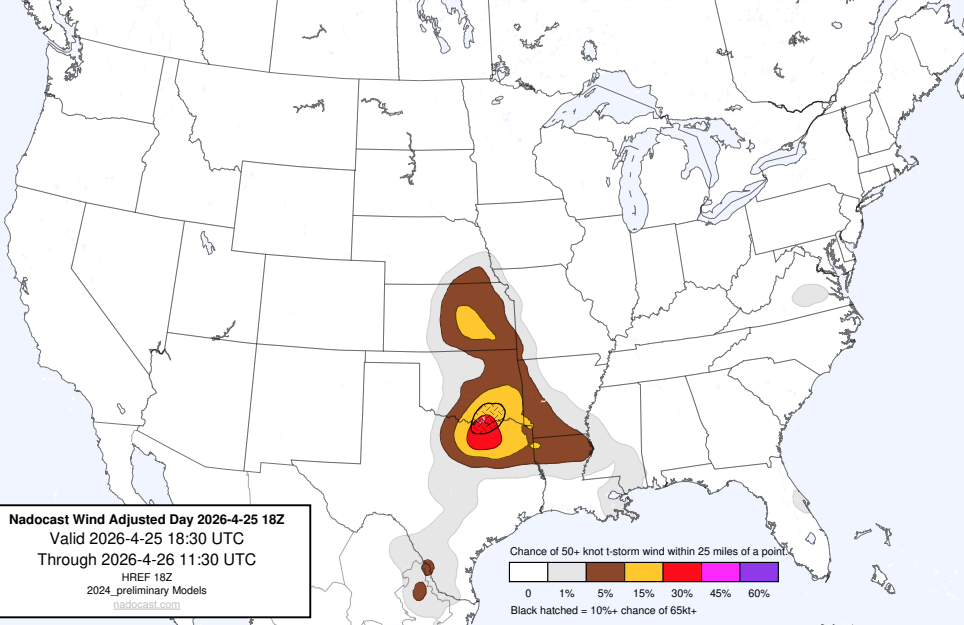 Nadocast Wind Adjusted Day 2026-4-25 18Z
Valid 2026-4-25 18:30 UTC
Through 2026-4-26 11:30 UTC
HREF 18Z
2024_preliminary Models
nadocast.com
Chance of 50+ knot t-storm wind within 25 miles of a point.
0 1% 5% 15% 30% 45% 60%
Black hatched = 10%+ chance of 65kt+